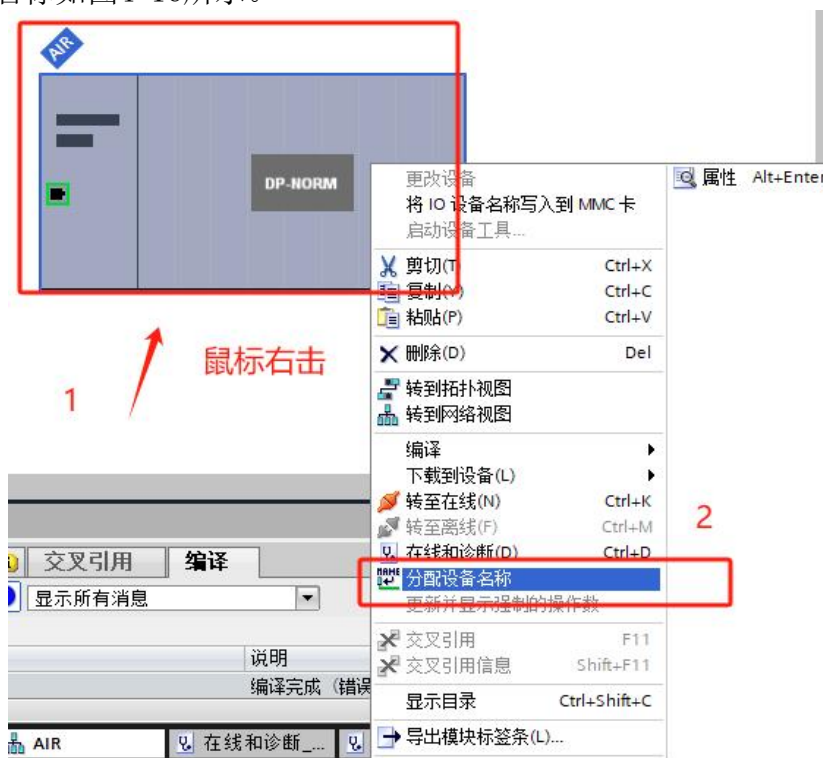 AIR
DP-NORM
更改设备
属性 Alt+Enter
将 IO 设备名称写入到 MMC 卡
启动设备工具...
剪切(T) Ctrl+X
复制(Y) Ctrl+C
粘贴(P) Ctrl+V
鼠标右击
删除(D) Del
1
转到拓扑视图
转到网络视图
编译
下载到设备(L)
转至在线(N) Ctrl+K
2
转至离线(F) Ctrl+M
在线和诊断(D) Ctrl+D
交叉引用 编译
NAME 分配设备名称
显示所有消息
更新并显示强制的操作数
交叉引用 F11
说明
交叉引用信息 Shift+F11
编译完成（错误
显示目录 Ctrl+Shift+C
AIR 在线和诊断_...
导出模块标签条(L)...